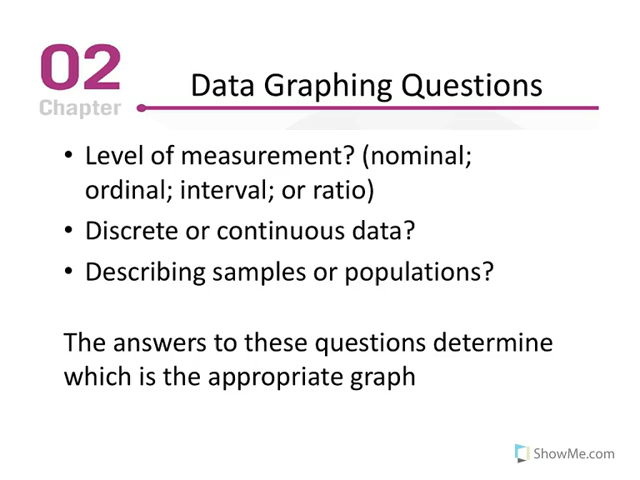 02
Chapter
Data Graphing Questions
• Level of measurement? (nominal;
ordinal; interval; or ratio)
• Discrete or continuous data?
• Describing samples or populations?
The answers to these questions determine
which is the appropriate graph
ShowMe.com